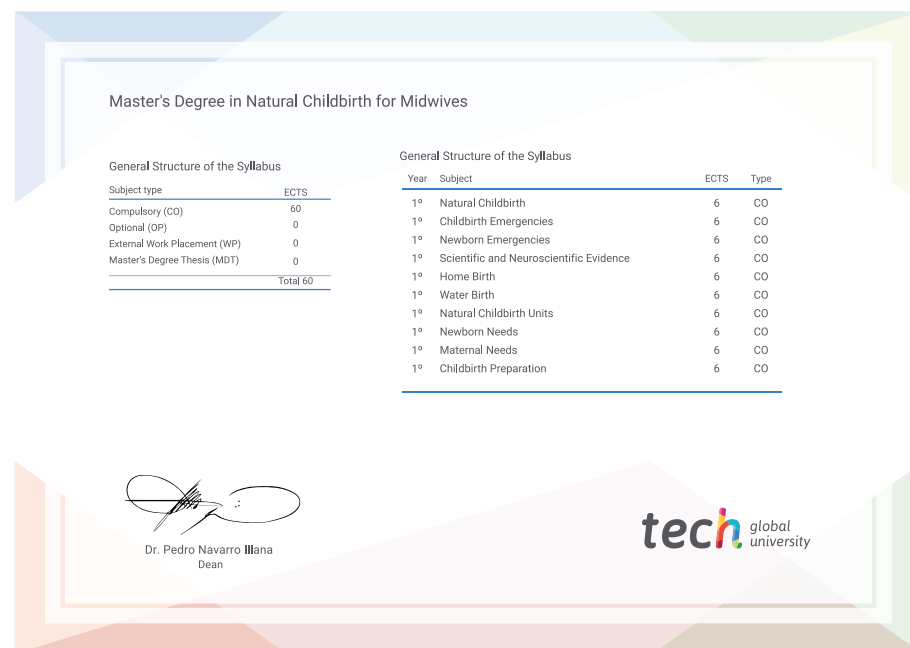 Master's Degree in Natural Childbirth for Midwives
General Structure of the Syllabus
Subject type ECTS
Compulsory (CO) 60
Optional (OP) 0
External Work Placement (WP) 0
Master's Degree Thesis (MDT) 0
Total 60
General Structure of the Syllabus
Year Subject ECTS Type
1º Natural Childbirth 6 CO
1º Childbirth Emergencies 6 CO
1º Newborn Emergencies 6 CO
1º Scientific and Neuroscientific Evidence 6 CO
1º Home Birth 6 CO
1º Water Birth 6 CO
1º Natural Childbirth Units 6 CO
1º Newborn Needs 6 CO
1º Maternal Needs 6 CO
1º Childbirth Preparation 6 CO
Dr. Pedro Navarro Illana
Dean
tech global
university